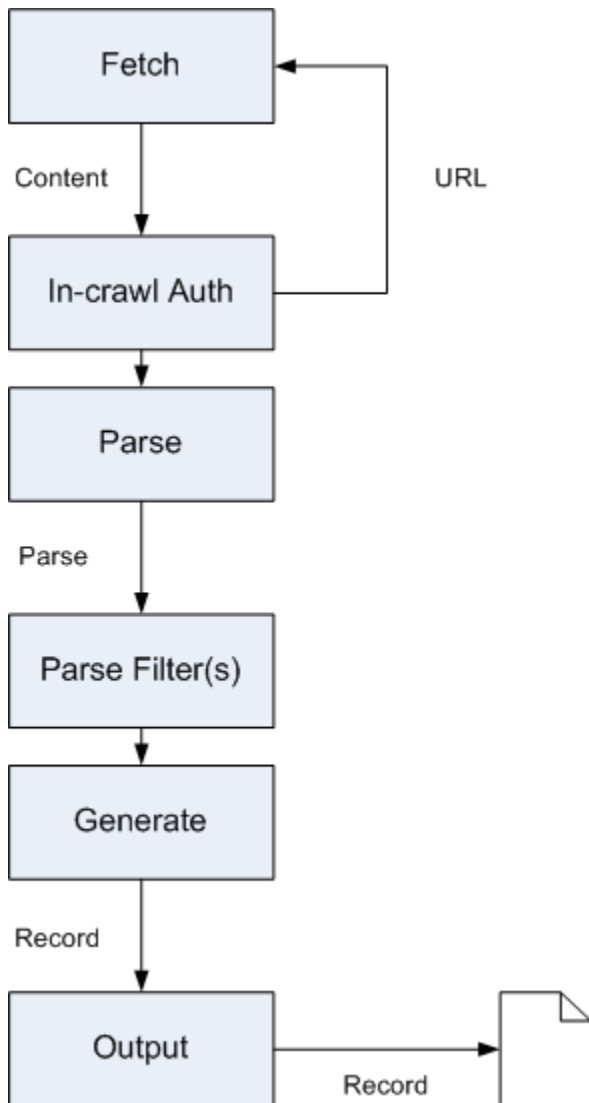 Fetch
Content
URL
In-crawl Auth
Parse
Parse
Parse Filter(s)
Generate
Record
Output
Record